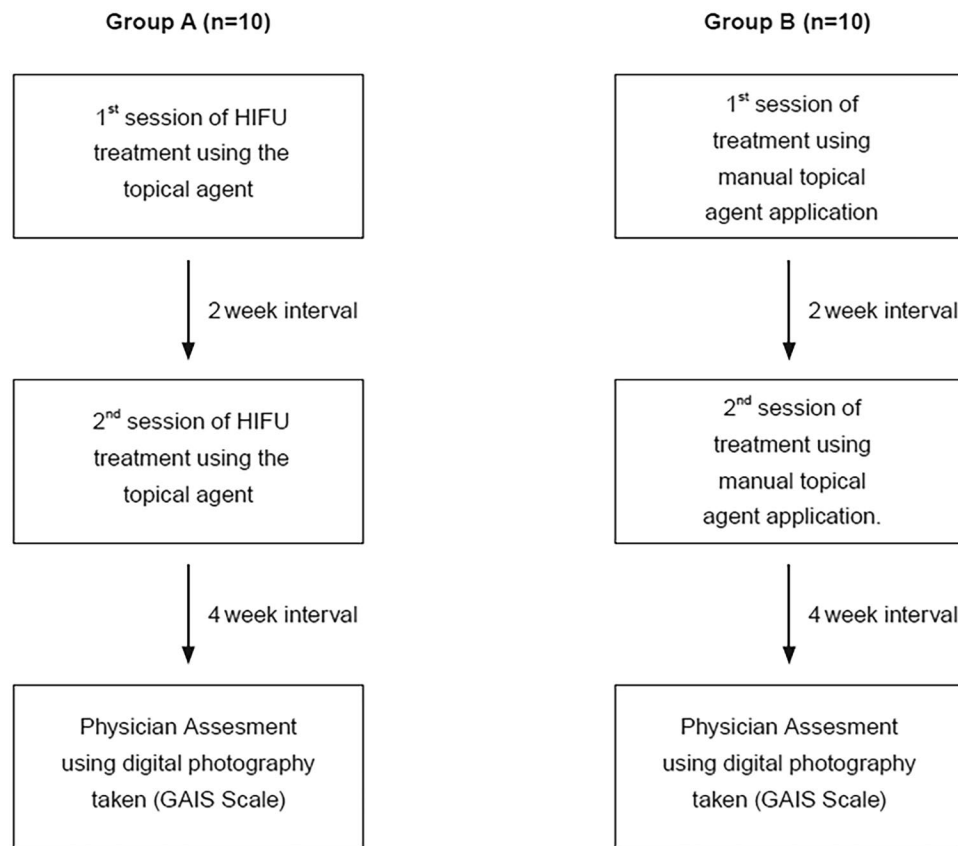 Group A (n=10)
1st session of HIFU
treatment using the
topical agent
2 week interval
2nd session of HIFU
treatment using the
topical agent
4 week interval
Physician Assesment
using digital photography
taken (GAIS Scale)
Group B (n=10)
1st session of
treatment using
manual topical
agent application
2 week interval
2nd session of
treatment using
manual topical
agent application.
4 week interval
Physician Assesment
using digital photography
taken (GAIS Scale)